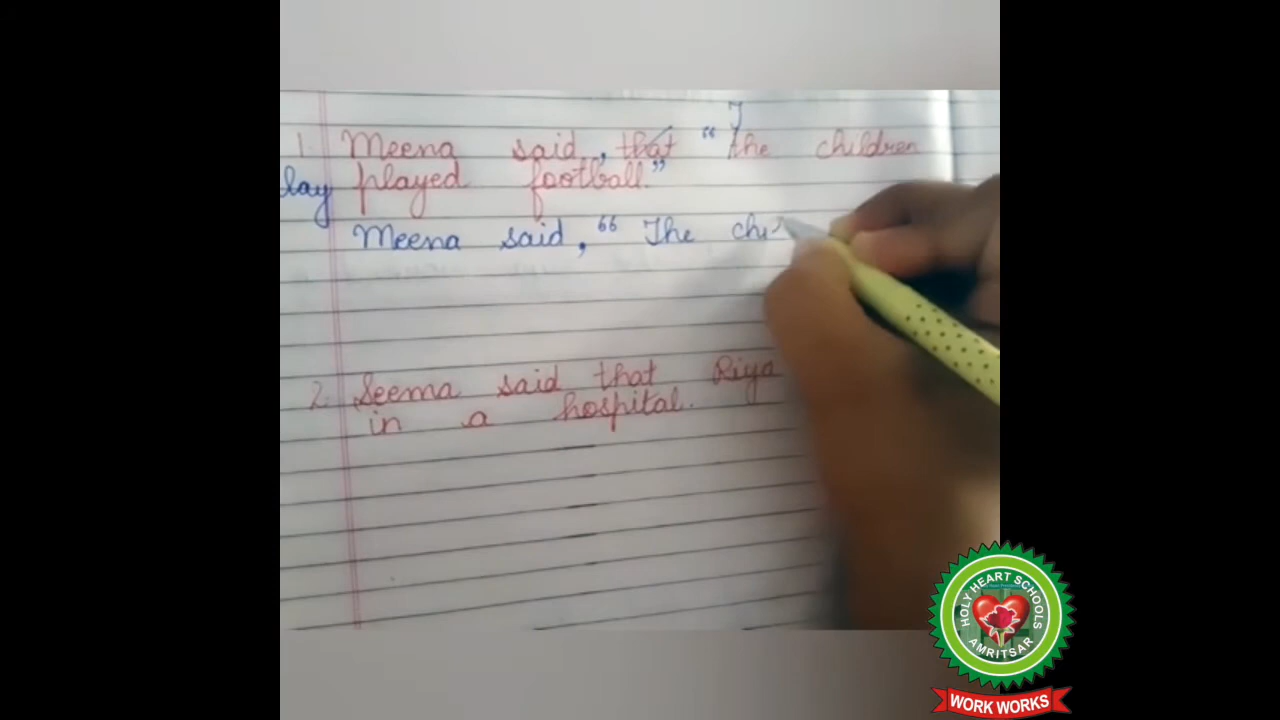 T
1. Meena said, that “the children
lay played football.”
Meena said, “ The chi
2. Seema said that Riya
in a hospital.
HOLY HEART SCHOOLS
AMRITSAR
WORK WORKS